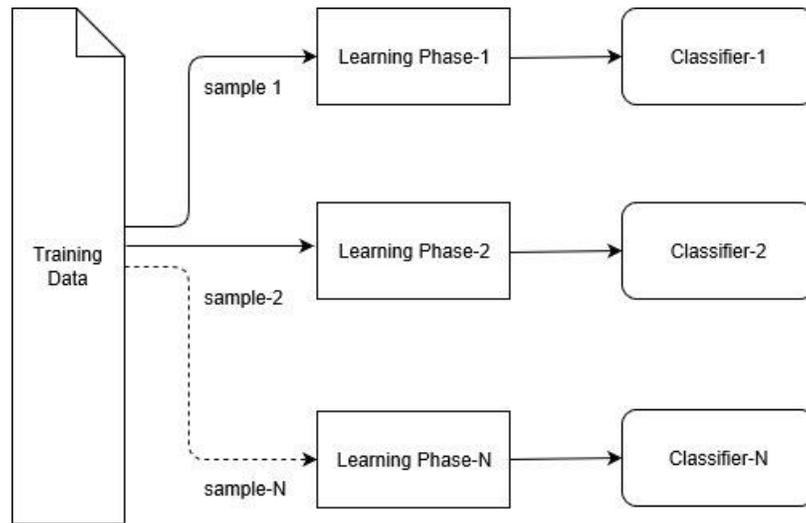 Learning Phase-1
Classifier-1
sample 1
Training
Data
Learning Phase-2
Classifier-2
sample-2
Learning Phase-N
Classifier-N
sample-N